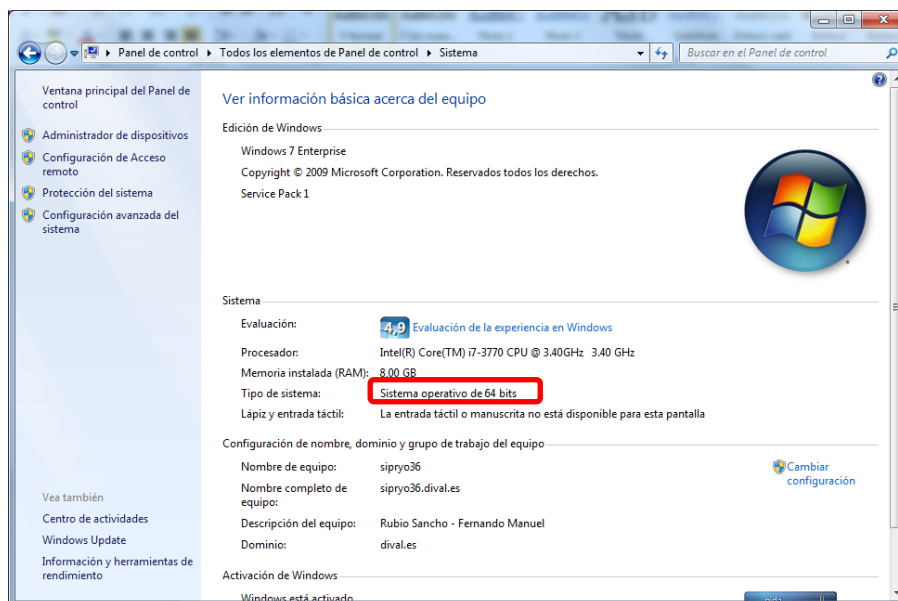 Panel de control ▸ Todos los elementos de Panel de control ▸ Sistema
Buscar en el Panel de control
Ventana principal del Panel de
control
Administrador de dispositivos
Configuración de Acceso
remoto
Protección del sistema
Configuración avanzada del
sistema
Vea también
Centro de actividades
Windows Update
Información y herramientas de
rendimiento
Ver información básica acerca del equipo
Edición de Windows
Windows 7 Enterprise
Copyright © 2009 Microsoft Corporation. Reservados todos los derechos.
Service Pack 1
Sistema
Evaluación: 4,9 Evaluación de la experiencia en Windows
Procesador: Intel(R) Core(TM) i7-3770 CPU @ 3.40GHz 3.40 GHz
Memoria instalada (RAM): 8.00 GB
Tipo de sistema: Sistema operativo de 64 bits
Lápiz y entrada táctil: La entrada táctil o manuscrita no está disponible para esta pantalla
Configuración de nombre, dominio y grupo de trabajo del equipo
Nombre de equipo: sipryo36
Cambiar
configuración
Nombre completo de
equipo: sipryo36.dival.es
Descripción del equipo: Rubio Sancho - Fernando Manuel
Dominio: dival.es
Activación de Windows
Windows está activado